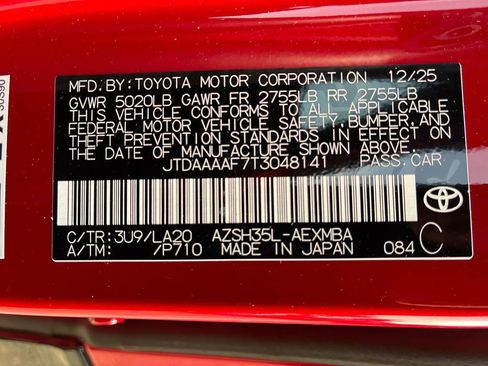 MFD. BY: TOYOTA MOTOR CORPORATION 12/25
GVWR 5020LB GAWR FR 2755LB RR 2755LB
THIS VEHICLE CONFORMS TO ALL APPLICABLE
FEDERAL MOTOR VEHICLE SAFETY, BUMPER, AND
THEFT PREVENTION STANDARDS IN EFFECT ON
THE DATE OF MANUFACTURE SHOWN ABOVE.
JTDAAAAF7T3048141 PASS. CAR
C/TR: 3U9/LA20 AZSH35L-AEXMBA
A/TM: /P710 MADE IN JAPAN 084 C